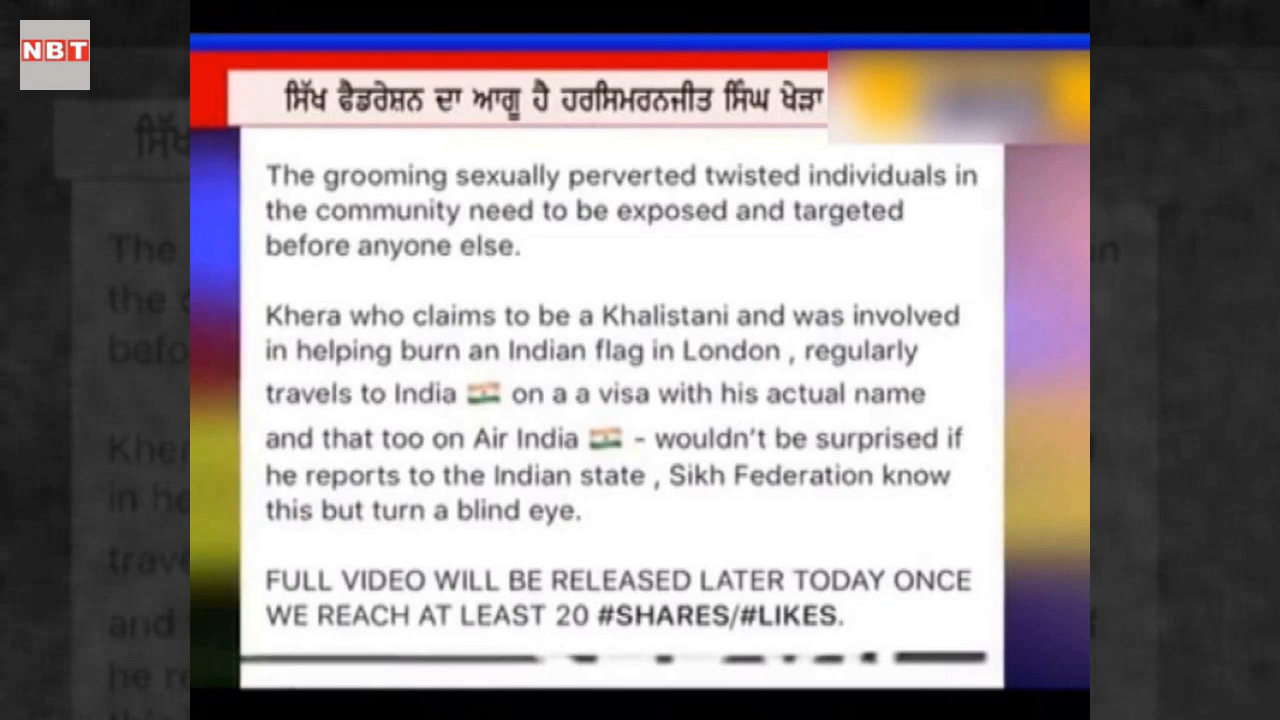 NBT
ਸਿੱਖ ਫੈਡਰੇਸ਼ਨ ਦਾ ਆਗੂ ਹੈ ਹਰਸਿਮਰਨਜੀਤ ਸਿੰਘ ਖੇੜਾ
The grooming sexually perverted twisted individuals in
the community need to be exposed and targeted
before anyone else.
Khera who claims to be a Khalistani and was involved
in helping burn an Indian flag in London , regularly
travels to India 🇮🇳 on a a visa with his actual name
and that too on Air India 🇮🇳 - wouldn't be surprised if
he reports to the Indian state , Sikh Federation know
this but turn a blind eye.
FULL VIDEO WILL BE RELEASED LATER TODAY ONCE
WE REACH AT LEAST 20 #SHARES/#LIKES.